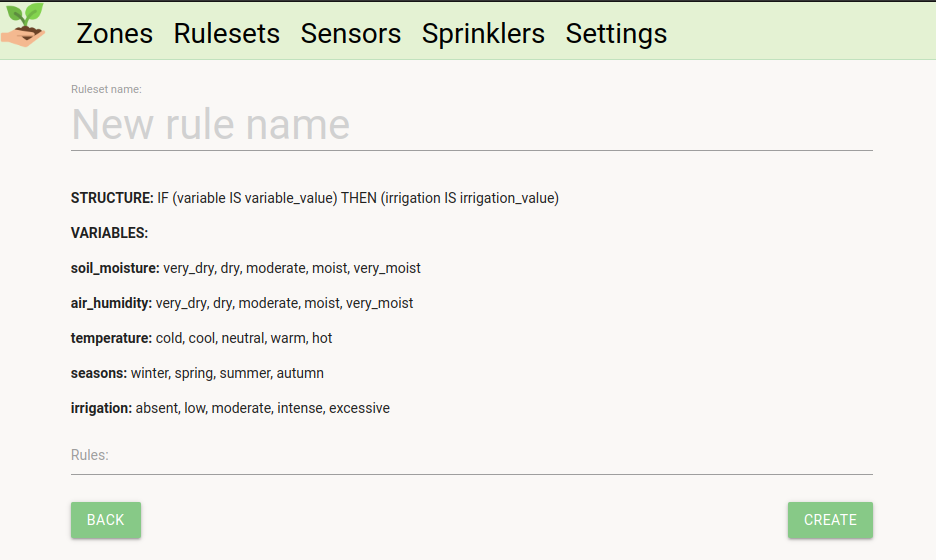 Zones Rulesets Sensors Sprinklers Settings
Ruleset name:
New rule name
STRUCTURE: IF (variable IS variable_value) THEN (irrigation IS irrigation_value)
VARIABLES:
soil_moisture: very_dry, dry, moderate, moist, very_moist
air_humidity: very_dry, dry, moderate, moist, very_moist
temperature: cold, cool, neutral, warm, hot
seasons: winter, spring, summer, autumn
irrigation: absent, low, moderate, intense, excessive
Rules:
BACK CREATE